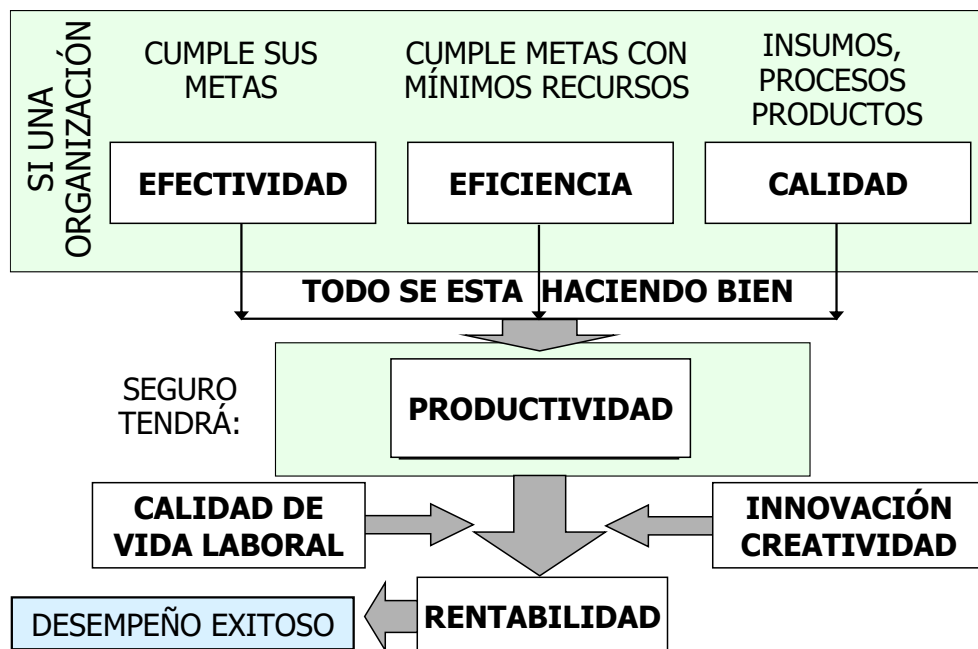 SI UNA
ORGANIZACIÓN
CUMPLE SUS
METAS
CUMPLE METAS CON
MÍNIMOS RECURSOS
INSUMOS,
PROCESOS
PRODUCTOS
EFECTIVIDAD
EFICIENCIA
CALIDAD
TODO SE ESTA HACIENDO BIEN
SEGURO
TENDRÁ:
PRODUCTIVIDAD
CALIDAD DE
VIDA LABORAL
INNOVACIÓN
CREATIVIDAD
RENTABILIDAD
DESEMPEÑO EXITOSO